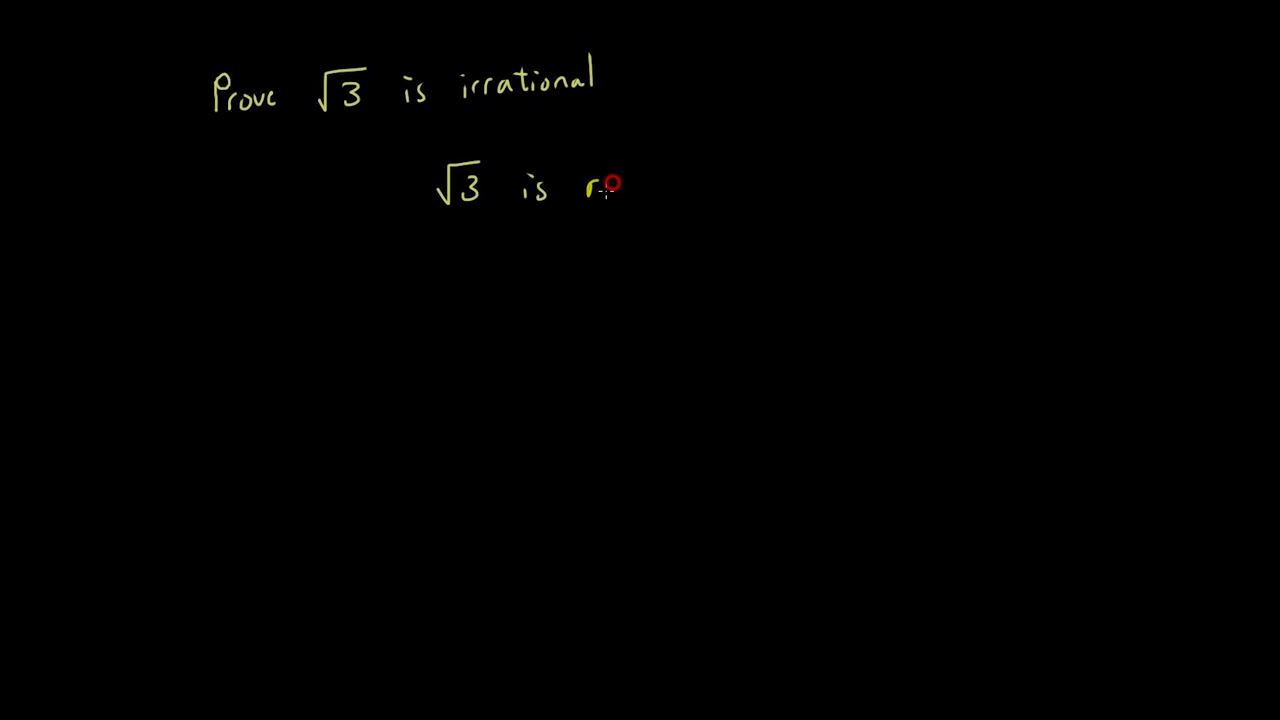 Prove √3 is irrational
√3 is r